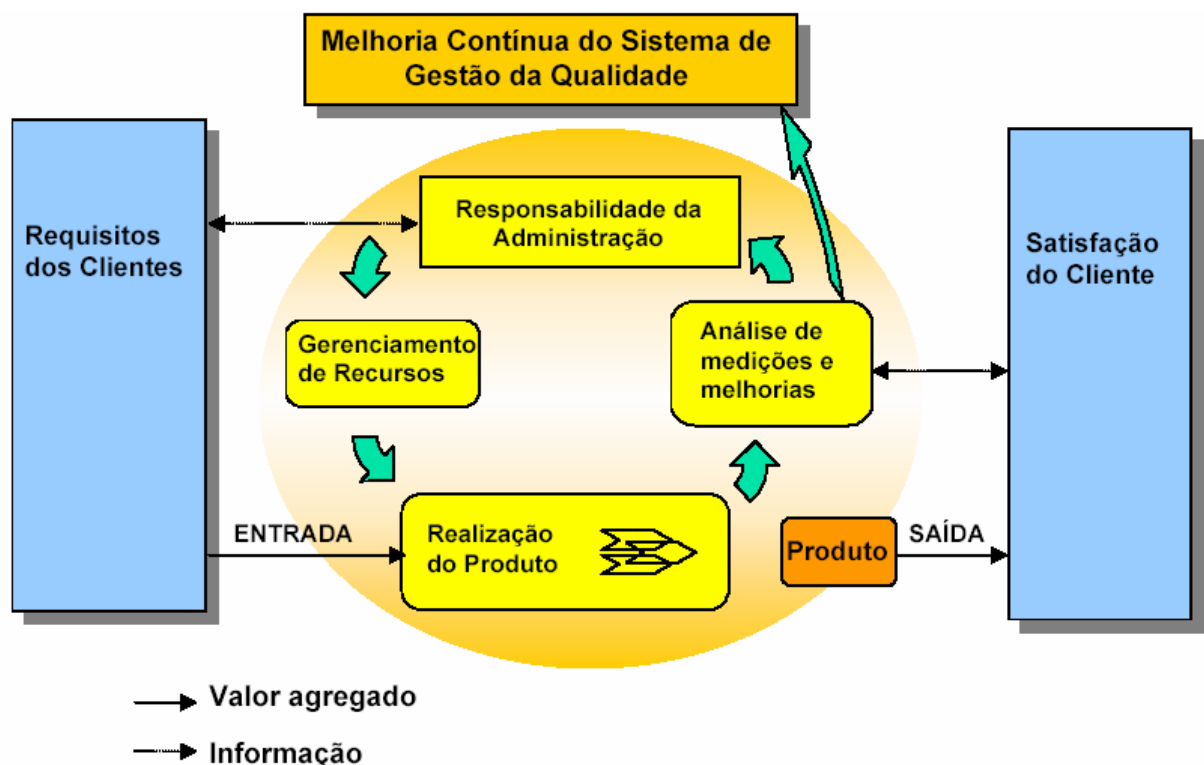 Melhoria Contínua do Sistema de
Gestão da Qualidade
Requisitos
dos Clientes
Responsabilidade da
Administração
Satisfação
do Cliente
Gerenciamento
de Recursos
Análise de
medições e
melhorias
ENTRADA
Realização
do Produto
Produto
SAÍDA
Valor agregado
Informação